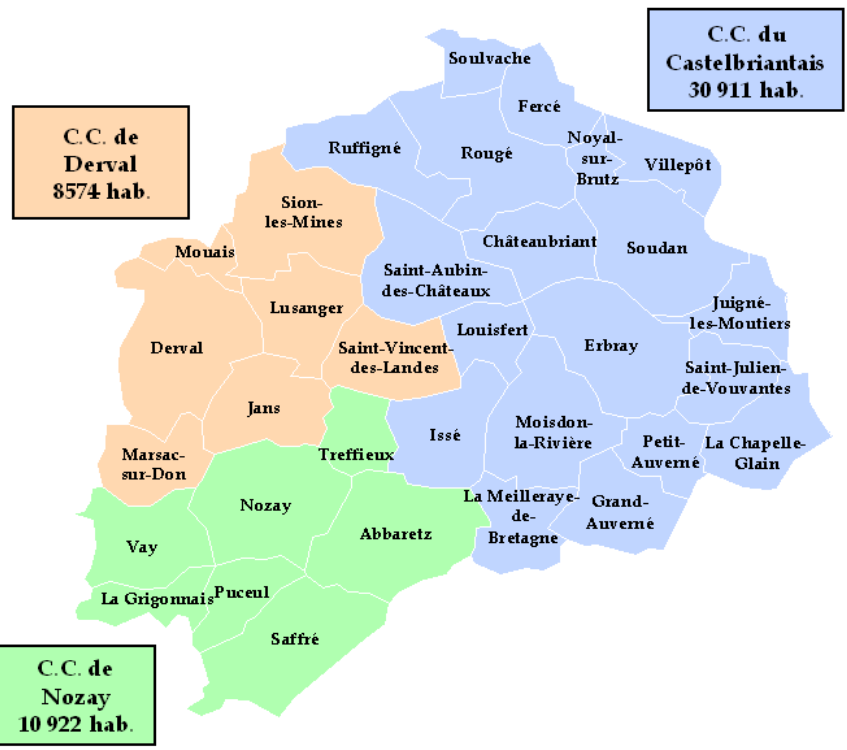 C.C. du
Castelbriantais
30 911 hab.
C.C. de
Derval
8574 hab.
C.C. de
Nozay
10 922 hab.
Soulvache
Fercé
Ruffigné
Rougé
Noyal-
sur-
Brutz
Villepôt
Sion-
les-Mines
Mouais
Châteaubriant
Soudan
Saint-Aubin-
des-Châteaux
Lusanger
Juigné-
les-Moutiers
Louisfert
Derval
Saint-Vincent-
des-Landes
Erbray
Saint-Julien-
de-Vouvantes
Jans
Issé
Moisdon-
la-Rivière
Petit-
Auverné
La Chapelle-
Glain
Marsac-
sur-Don
Treffieux
Nozay
La Meilleraye-
de-
Bretagne
Grand-
Auverné
Abbaretz
Vay
La Grigonnais
Puceul
Saffré